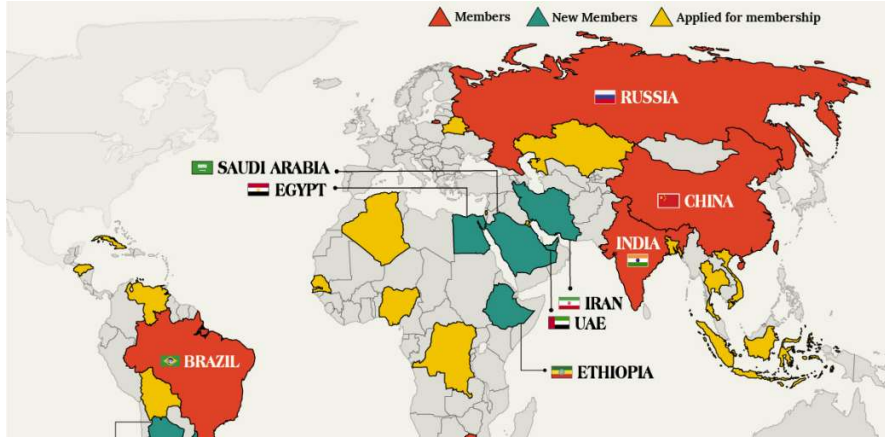 Members New Members Applied for membership
RUSSIA
SAUDI ARABIA
EGYPT
CHINA
INDIA
IRAN
UAE
BRAZIL
ETHIOPIA